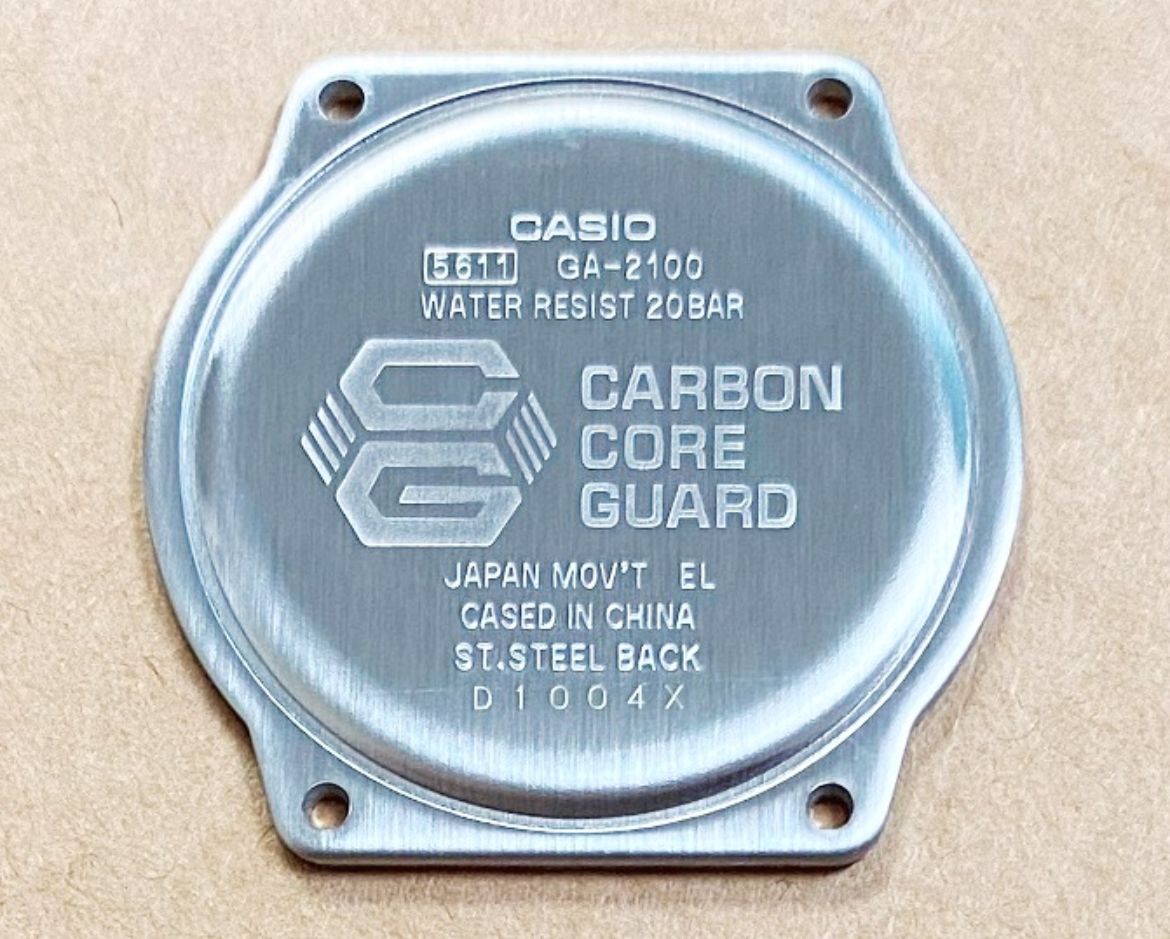 CASIO
5611 GA-2100
WATER RESIST 20BAR
CG
CARBON
CORE
GUARD
JAPAN MOV'T EL
CASED IN CHINA
ST.STEEL BACK
D1004X